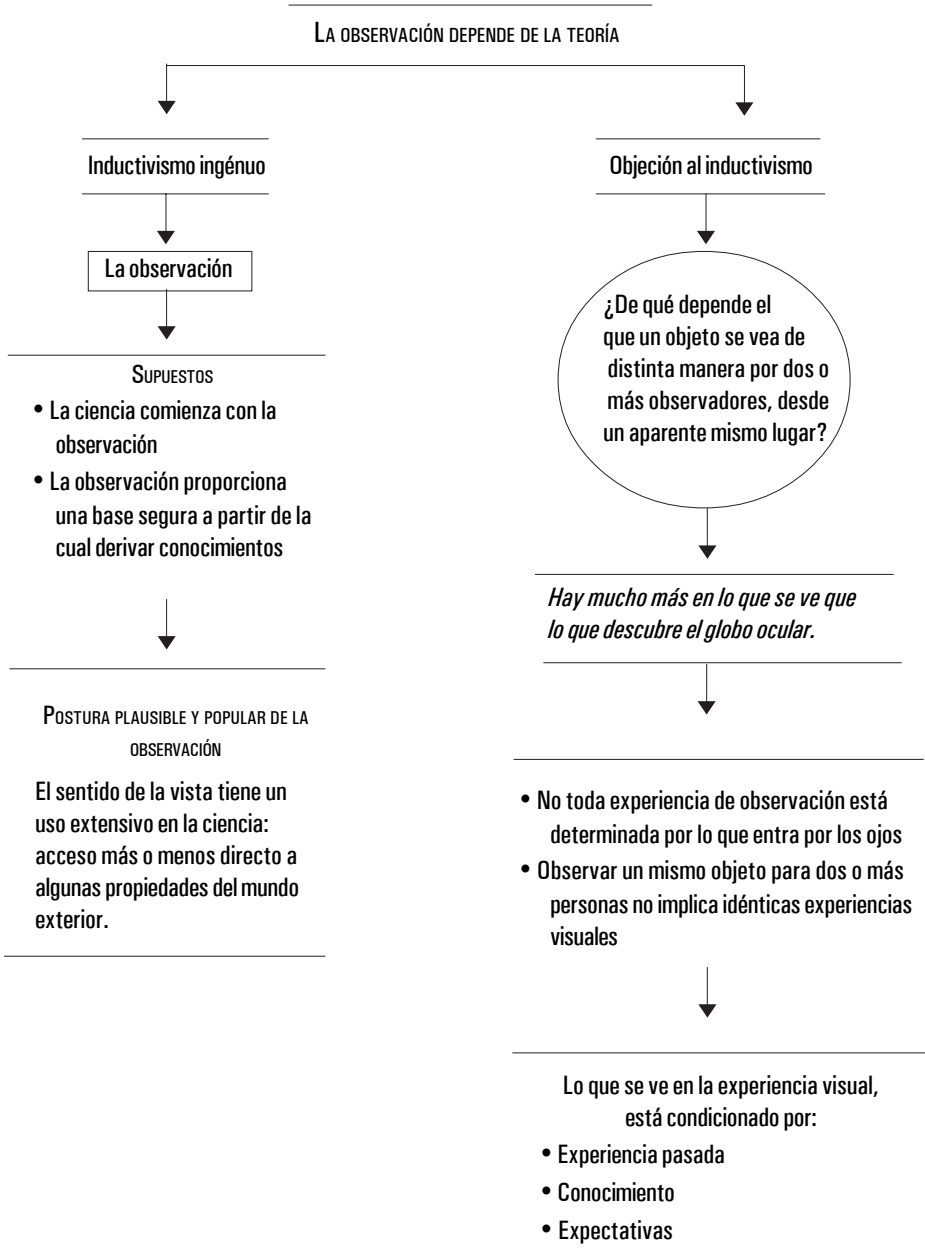 LA OBSERVACIÓN DEPENDE DE LA TEORÍA
Inductivismo ingénuo
La observación
SUPUESTOS
• La ciencia comienza con la
observación
• La observación proporciona
una base segura a partir de la
cual derivar conocimientos
POSTURA PLAUSIBLE Y POPULAR DE LA
OBSERVACIÓN
El sentido de la vista tiene un
uso extensivo en la ciencia:
acceso más o menos directo a
algunas propiedades del mundo
exterior.
Objeción al inductivismo
¿De qué depende el
que un objeto se vea de
distinta manera por dos o
más observadores, desde
un aparente mismo lugar?
Hay mucho más en lo que se ve que
lo que descubre el globo ocular.
• No toda experiencia de observación está
determinada por lo que entra por los ojos
• Observar un mismo objeto para dos o más
personas no implica idénticas experiencias
visuales
Lo que se ve en la experiencia visual,
está condicionado por:
• Experiencia pasada
• Conocimiento
• Expectativas